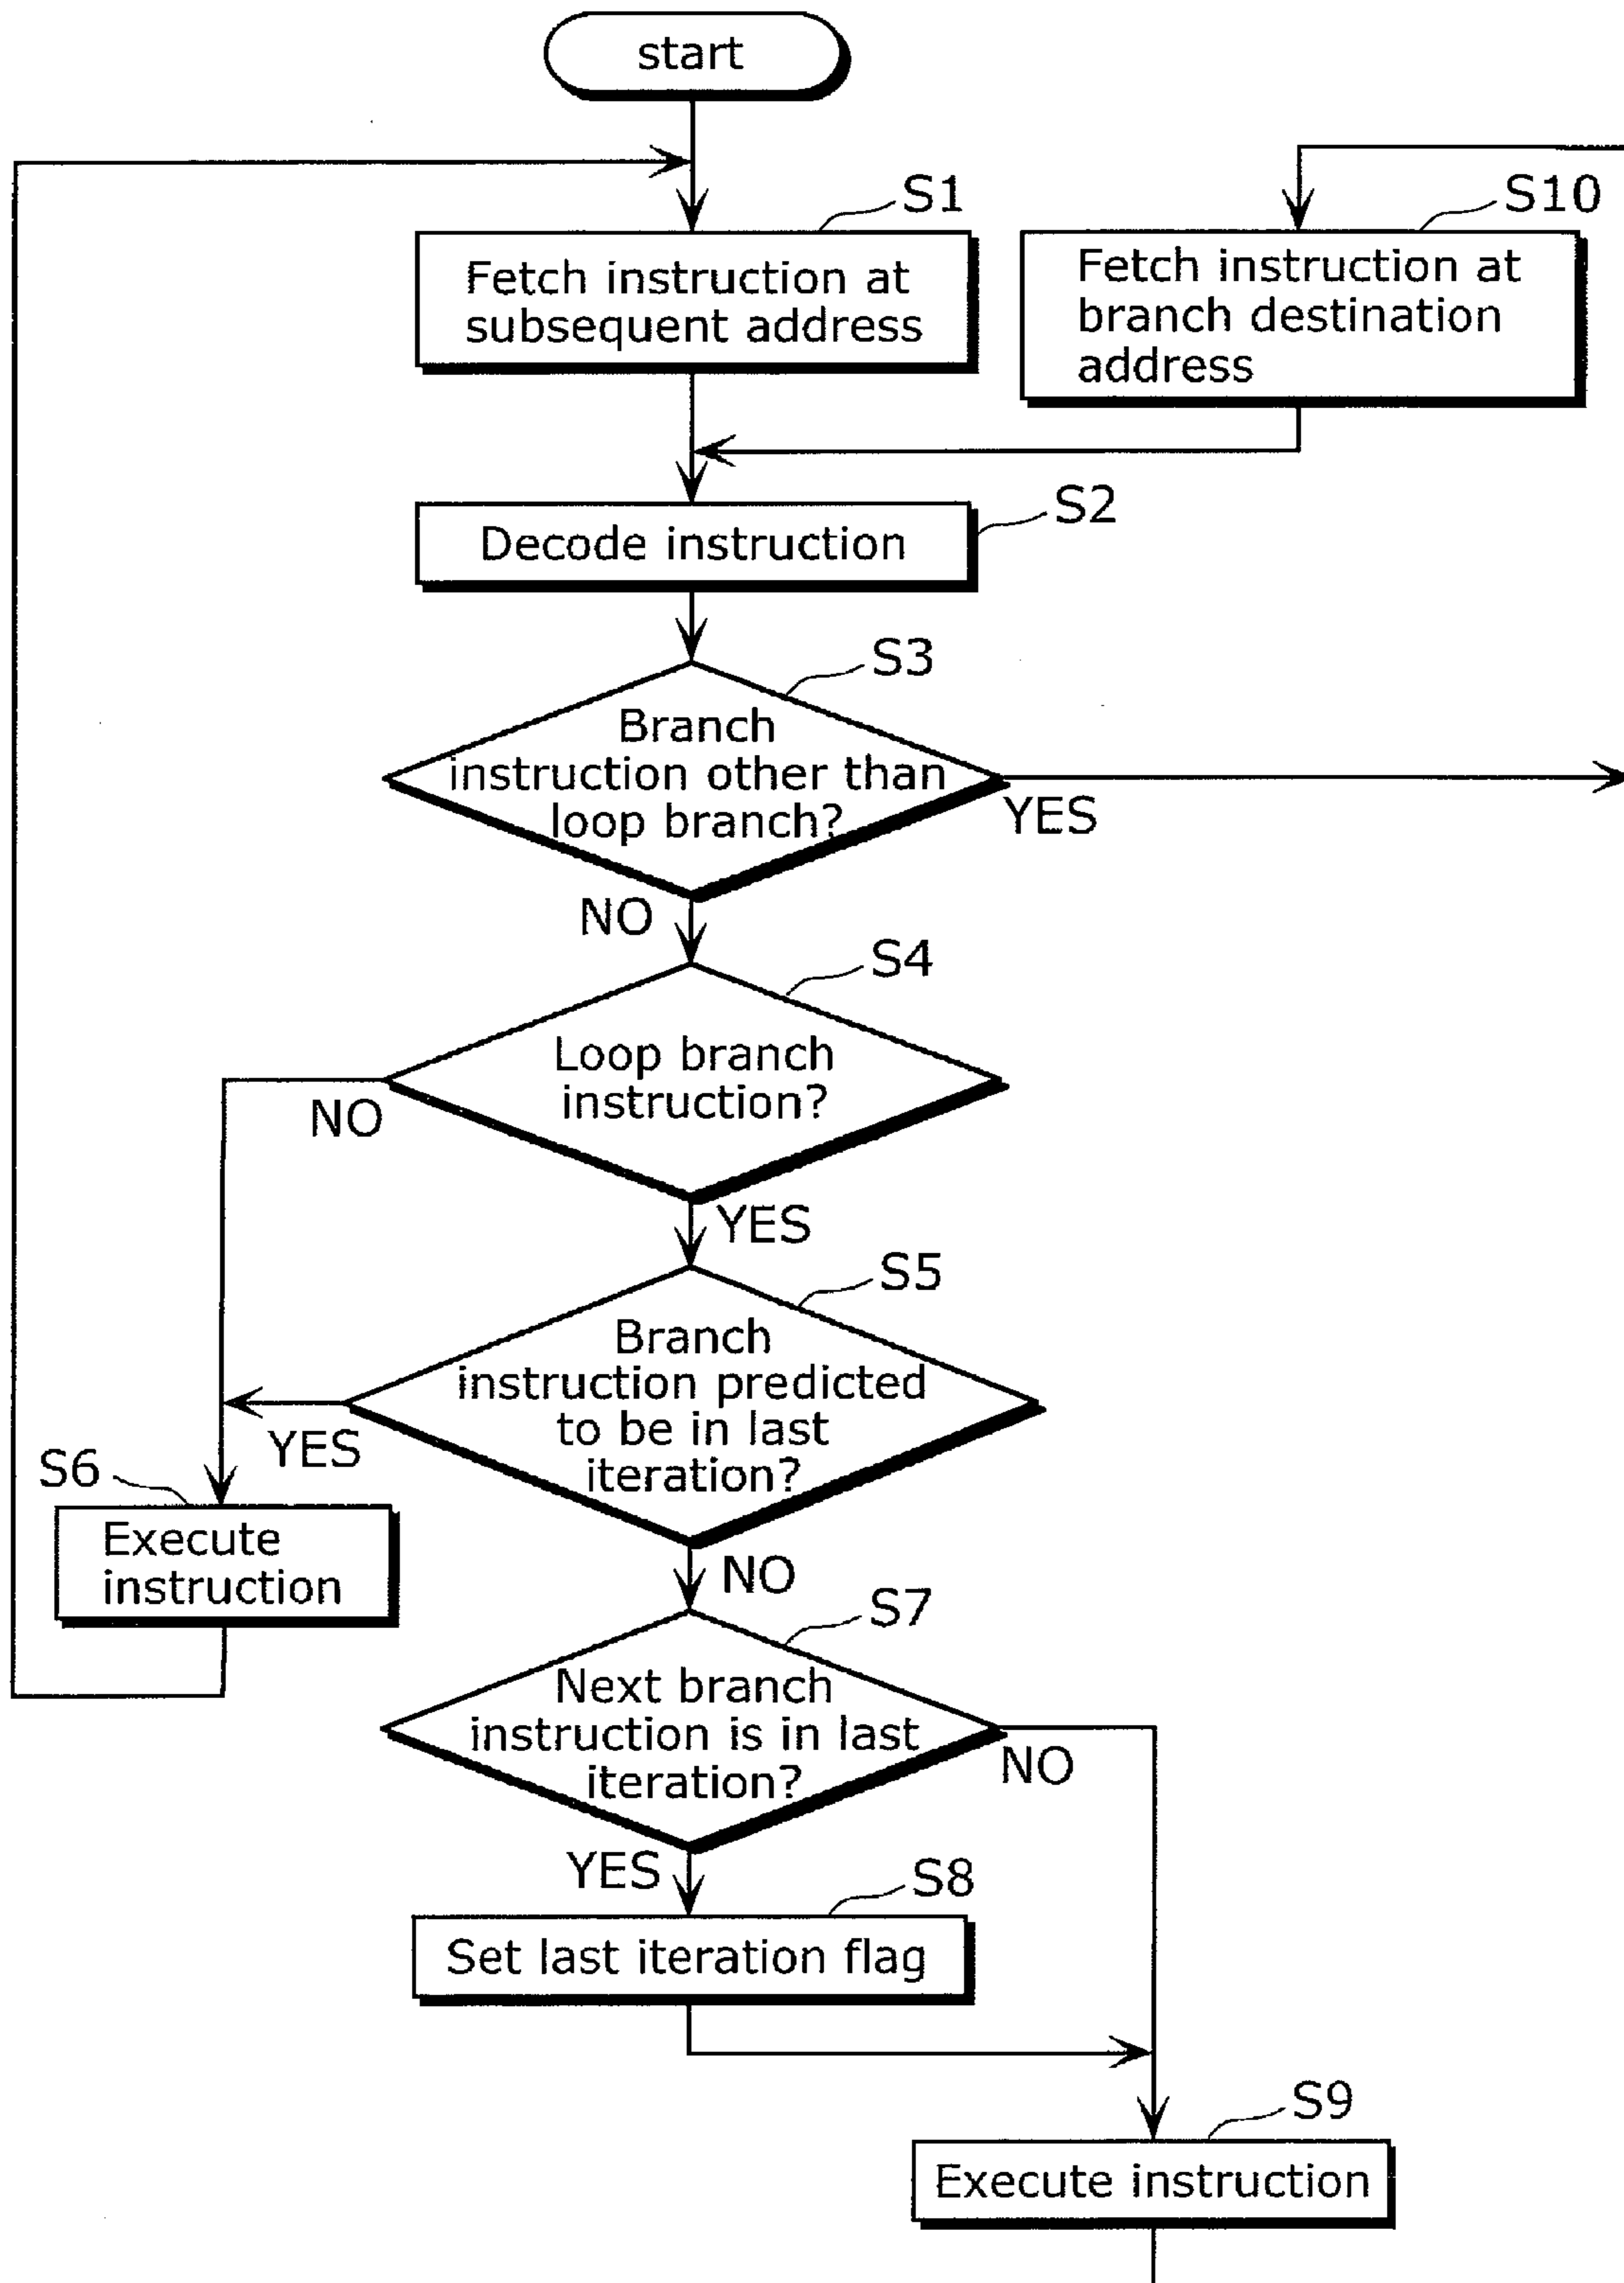 start
S1
Fetch instruction at
subsequent address
S10
Fetch instruction at
branch destination
address
S2
Decode instruction
S3
Branch
instruction other than
loop branch?
YES
NO
S4
Loop branch
instruction?
NO
YES
S5
Branch
instruction predicted
to be in last
iteration?
YES
S6
Execute
instruction
NO
S7
Next branch
instruction is in last
iteration?
NO
YES
S8
Set last iteration flag
S9
Execute instruction